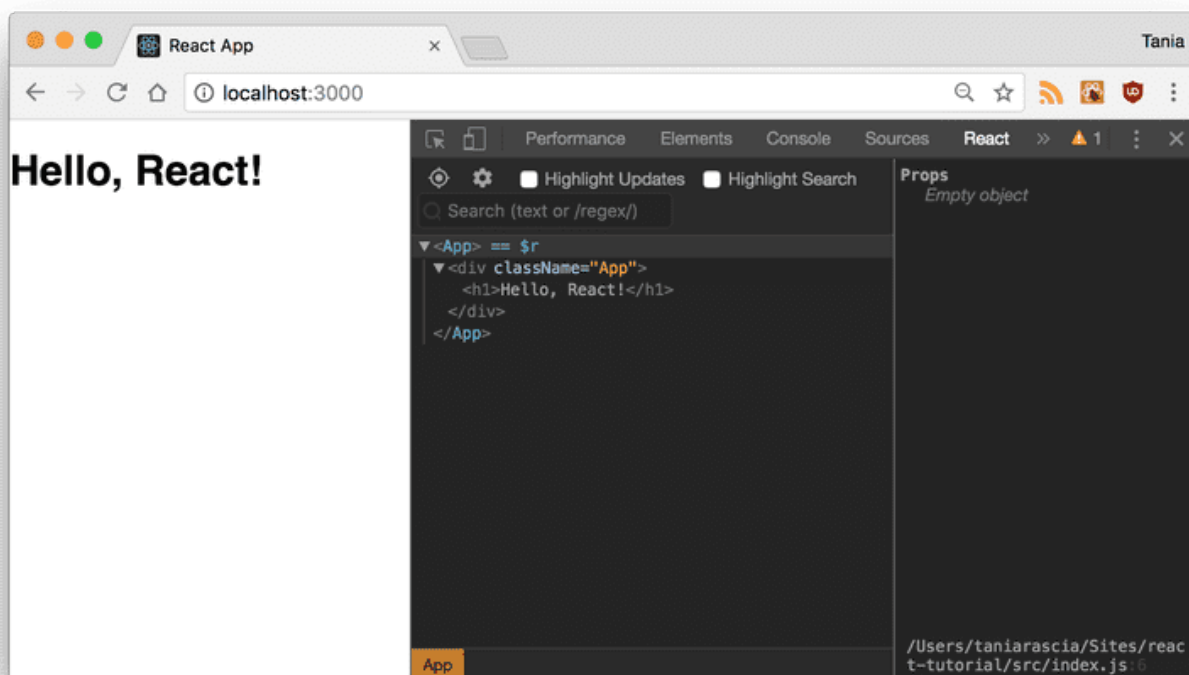 React App
Tania
localhost:3000
Hello, React!
Performance Elements Console Sources React » 1
Highlight Updates Highlight Search
Search (text or /regex/)
▼<App> == $r
▼<div className="App">
<h1>Hello, React!</h1>
</div>
</App>
App
Props
Empty object
/Users/taniarascia/Sites/reac
t-tutorial/src/index.js:6